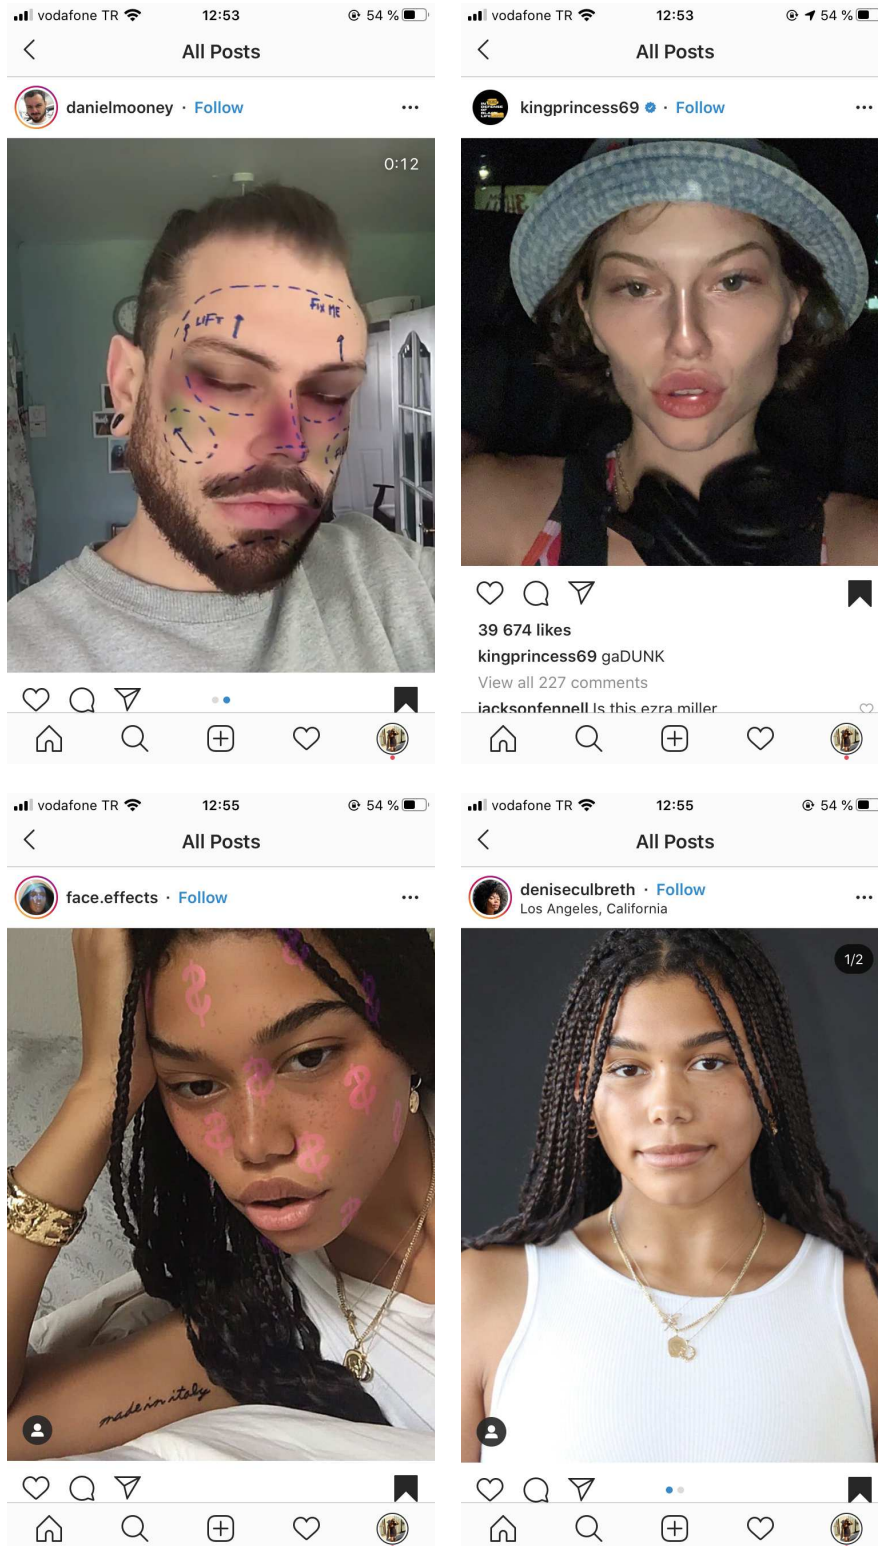 vodafone TR 12:53 54 %
All Posts
danielmooney · Follow
0:12
LIFT
FIX ME
vodafone TR 12:53 54 %
All Posts
kingprincess69 · Follow
39 674 likes
kingprincess69 gaDUNK
View all 227 comments
jacksonfennell Is this ezra miller
vodafone TR 12:55 54 %
All Posts
face.effects · Follow
made in italy
vodafone TR 12:55 54 %
All Posts
deniseculbreth · Follow
Los Angeles, California
1/2